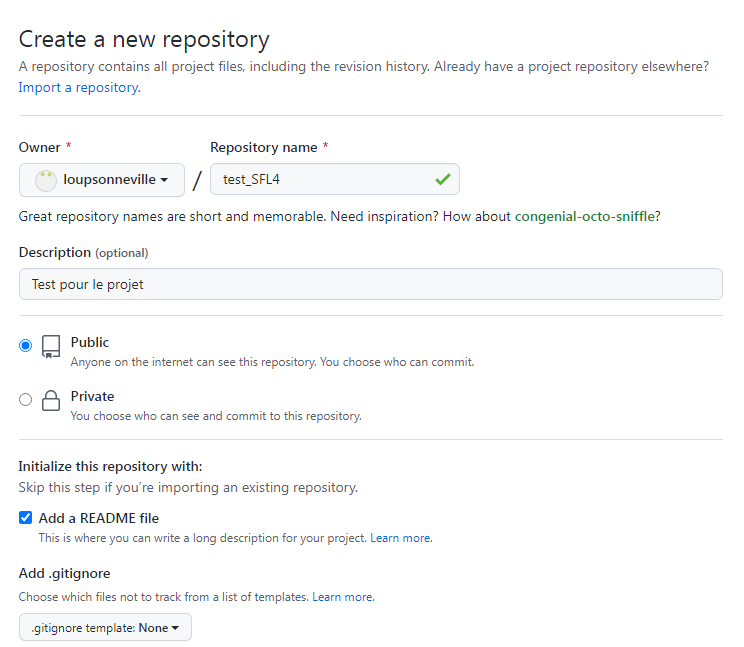 Create a new repository
A repository contains all project files, including the revision history. Already have a project repository elsewhere?
Import a repository.
Owner * Repository name *
loupsonneville / test_SFL4
Great repository names are short and memorable. Need inspiration? How about congenial-octo-sniffle?
Description (optional)
Test pour le projet
Public
Anyone on the internet can see this repository. You choose who can commit.
Private
You choose who can see and commit to this repository.
Initialize this repository with:
Skip this step if you're importing an existing repository.
Add a README file
This is where you can write a long description for your project. Learn more.
Add .gitignore
Choose which files not to track from a list of templates. Learn more.
.gitignore template: None